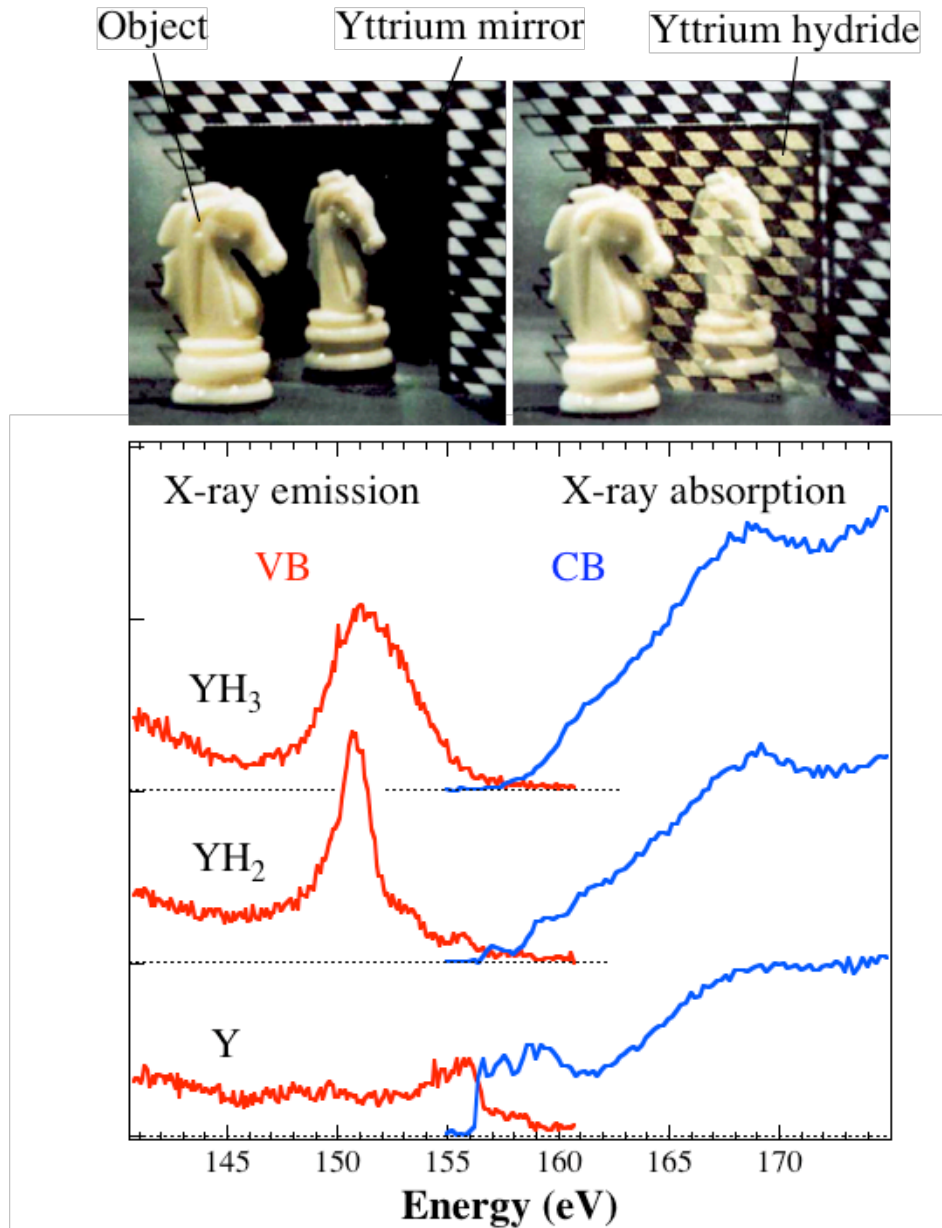 Object
Yttrium mirror
Yttrium hydride
X-ray emission
X-ray absorption
VB
CB
YH₃
YH₂
Y
145
150
155
160
165
170
Energy (eV)